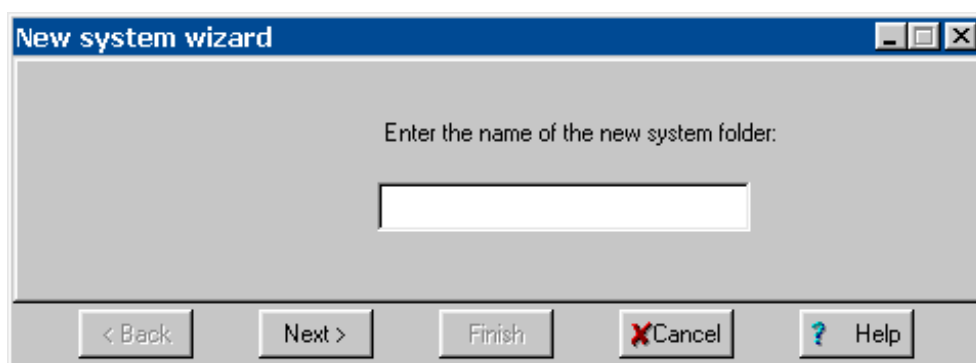 New system wizard
Enter the name of the new system folder:
< Back Next > Finish Cancel ? Help